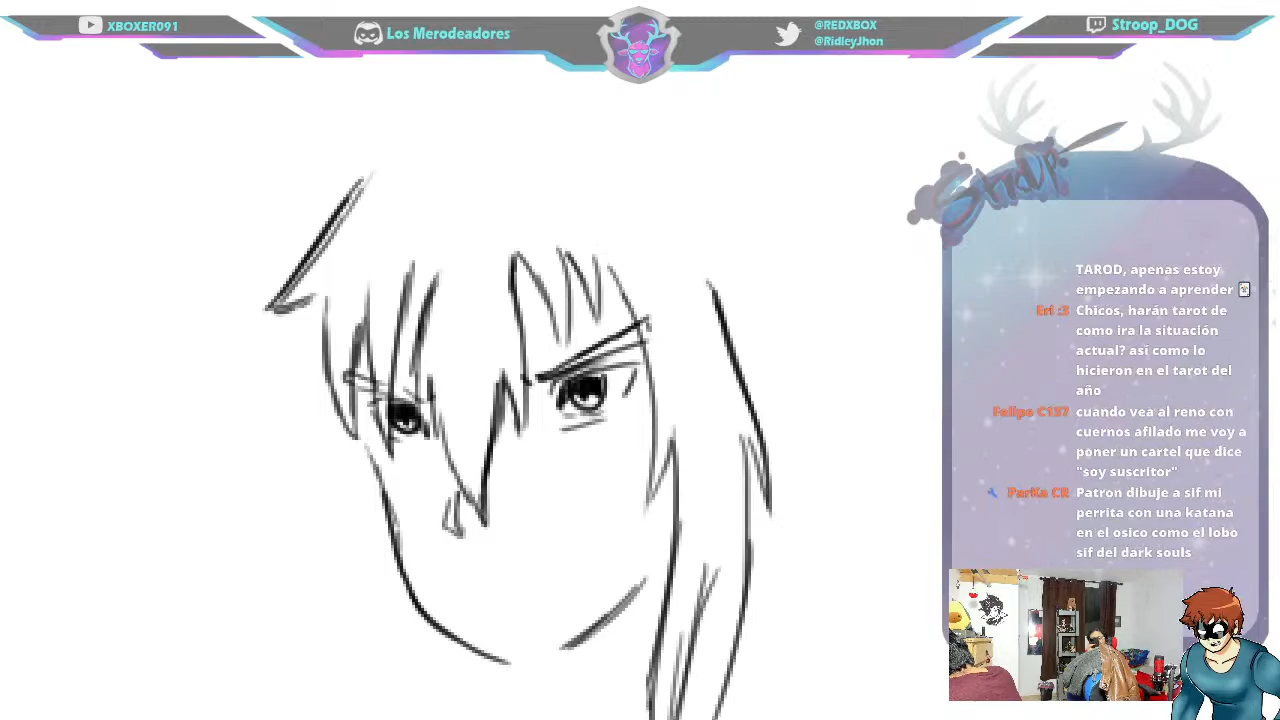 XBOXER091
Los Merodeadores
@REDXBOX
@RidleyJhon
Stroop_DOG
StroUp
TAROD, apenas estoy
empezando a aprender
Eri :3 Chicos, harán tarot de
como ira la situación
actual? asi como lo
hicieron en el tarot del
año
Felipe C137 cuando vea al reno con
cuernos afilado me voy a
poner un cartel que dice
"soy suscritor"
ParKa CR Patron dibuje a sif mi
perrita con una katana
en el osico como el lobo
sif del dark souls